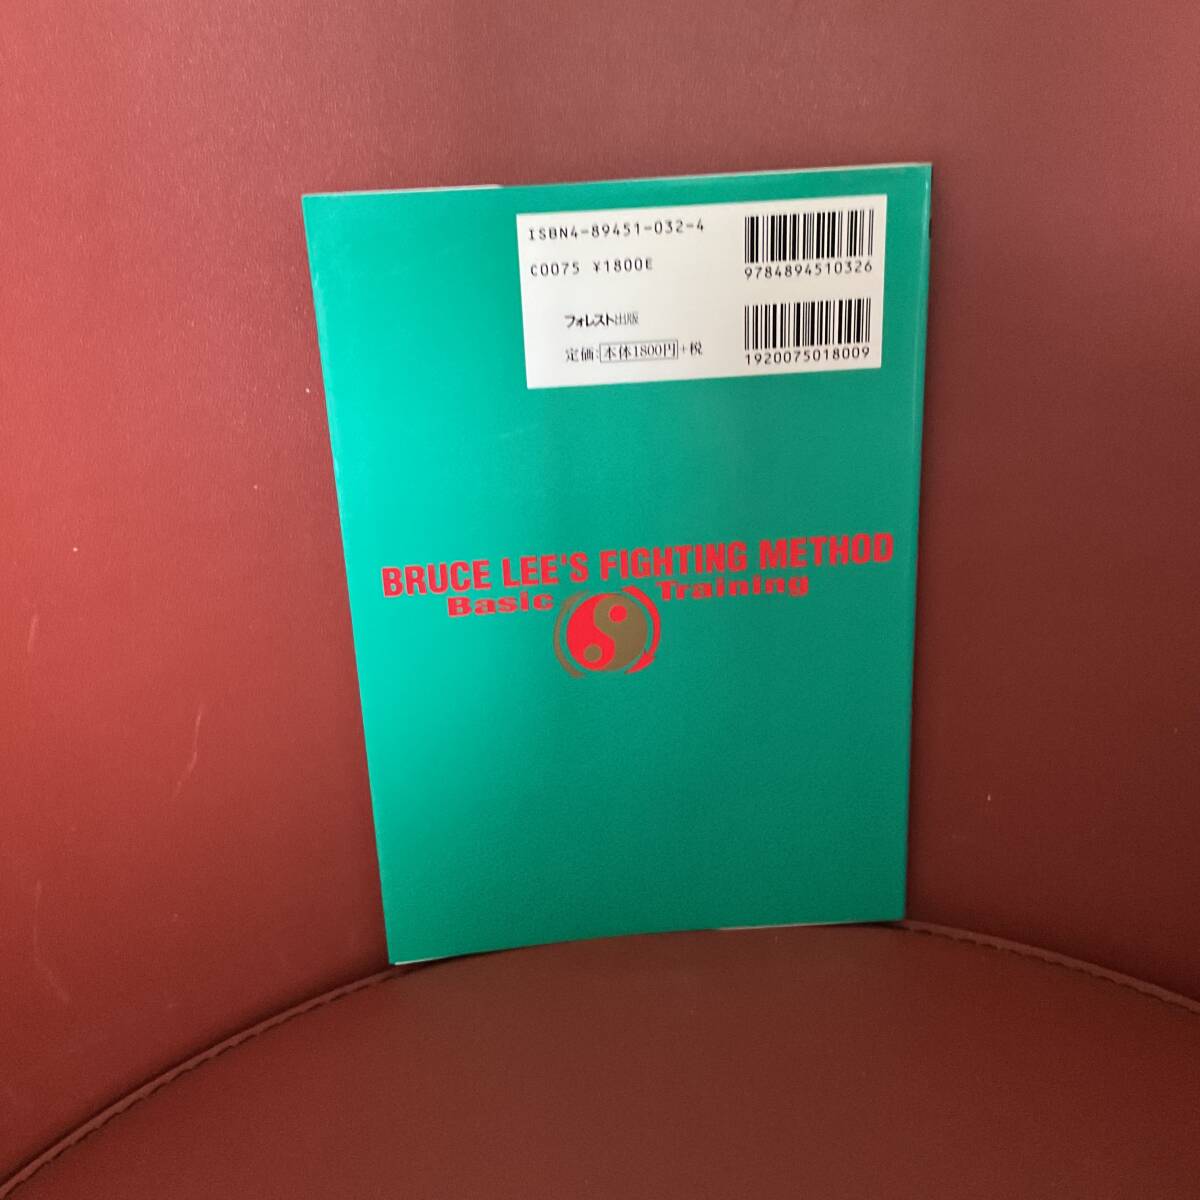 ISBN4-89451-032-4
C0075 ¥1800E
フォレスト出版
定価:本体1800円+税
9784894510326
1920075018009
BRUCE LEE'S FIGHTING METHOD
Basic Training